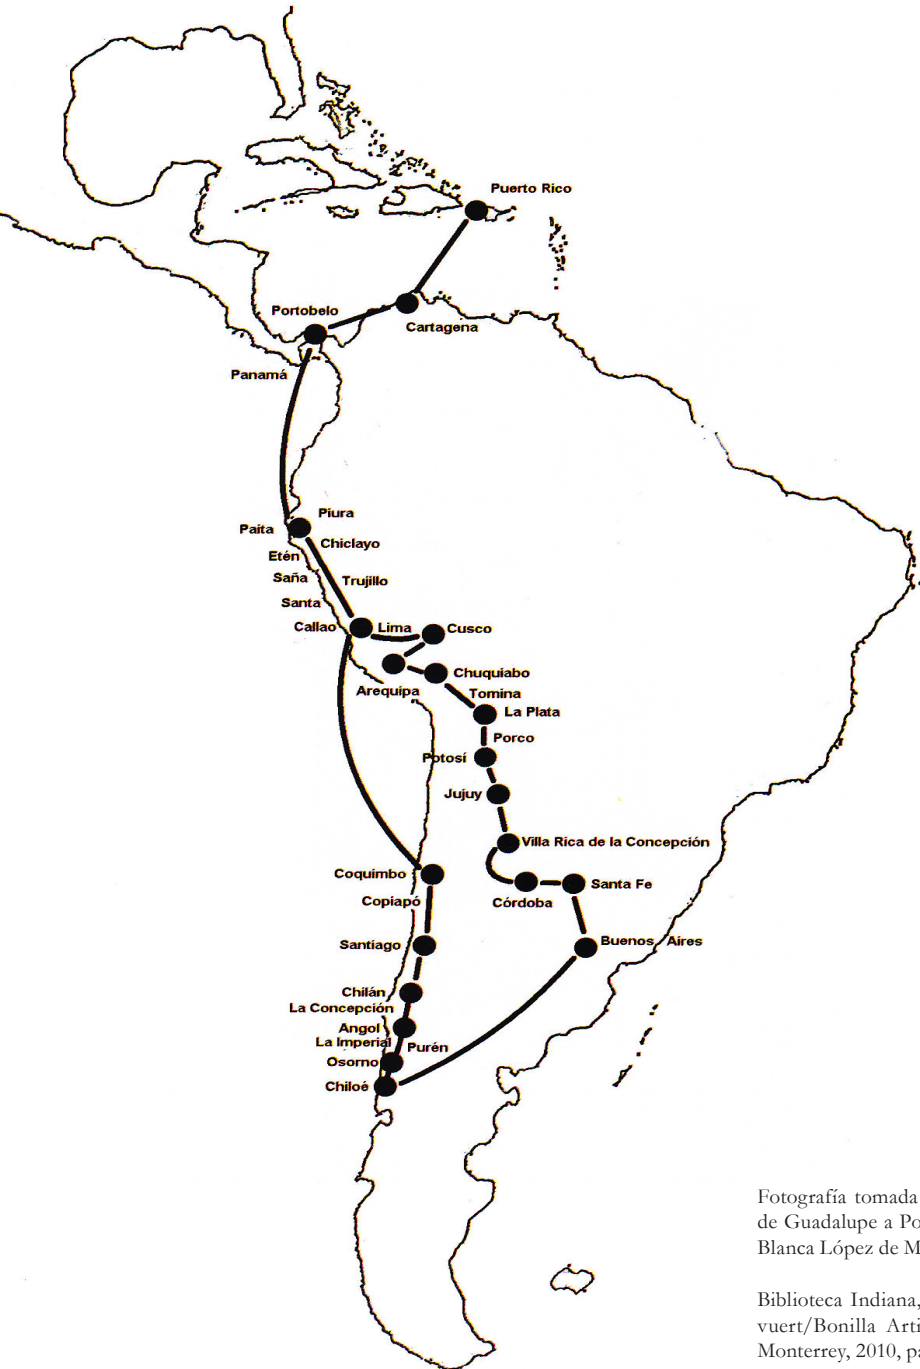 Puerto Rico
Portobelo
Cartagena
Panamá
Piura
Paita
Chiclayo
Etén
Saña
Trujillo
Santa
Callao
Lima
Cusco
Chuquiabo
Arequipa
Tomina
La Plata
Porco
Potosí
Jujuy
Villa Rica de la Concepción
Coquimbo
Santa Fe
Copiapó
Córdoba
Santiago
Buenos Aires
Chilán
La Concepción
Angol
La Imperial
Purén
Osorno
Chiloé
Fotografía tomada
de Guadalupe a Po
Blanca López de M
Biblioteca Indiana,
vuert/Bonilla Arti
Monterrey, 2010, p